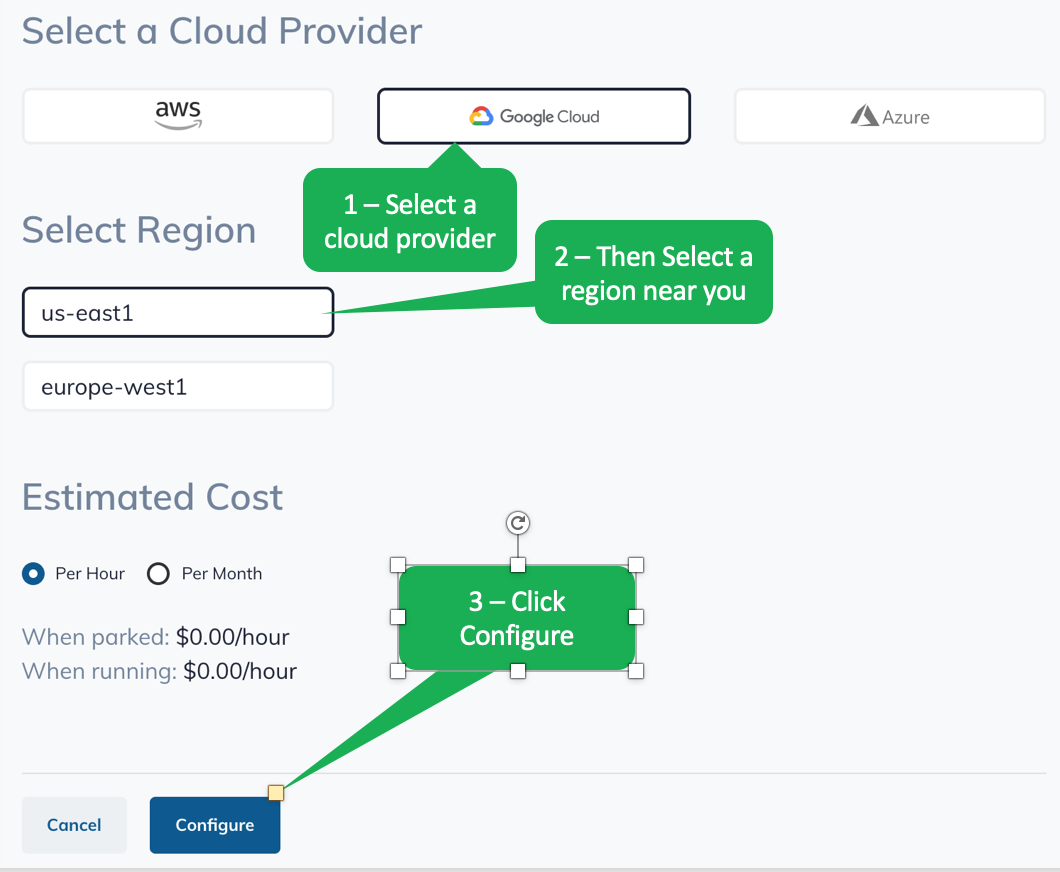 Select a Cloud Provider
aws
Google Cloud
Azure
1 – Select a
cloud provider
Select Region
2 – Then Select a
region near you
us-east1
europe-west1
Estimated Cost
Per Hour
Per Month
3 – Click
Configure
When parked: $0.00/hour
When running: $0.00/hour
Cancel
Configure